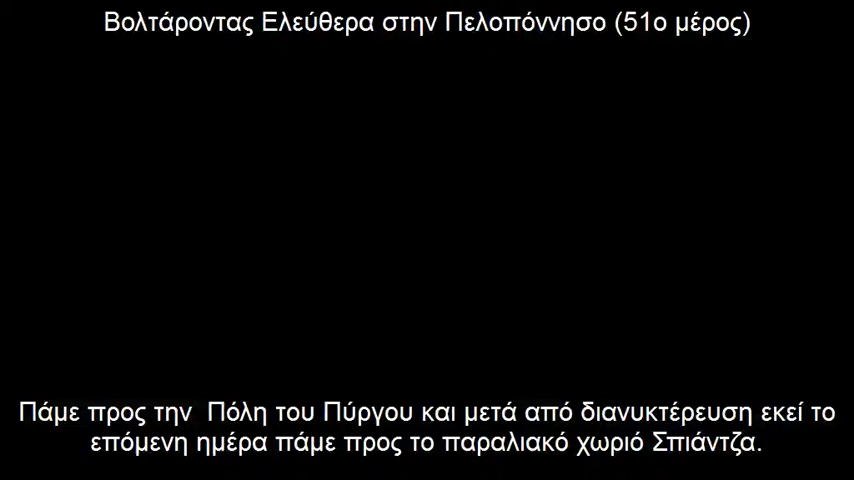 Βολτάροντας Ελεύθερα στην Πελοπόννησο (51ο μέρος)
Πάμε προς την  Πόλη του Πύργου και μετά από διανυκτέρευση εκεί το
επόμενη ημέρα πάμε προς το παραλιακό χωριό Σπιάντζα.